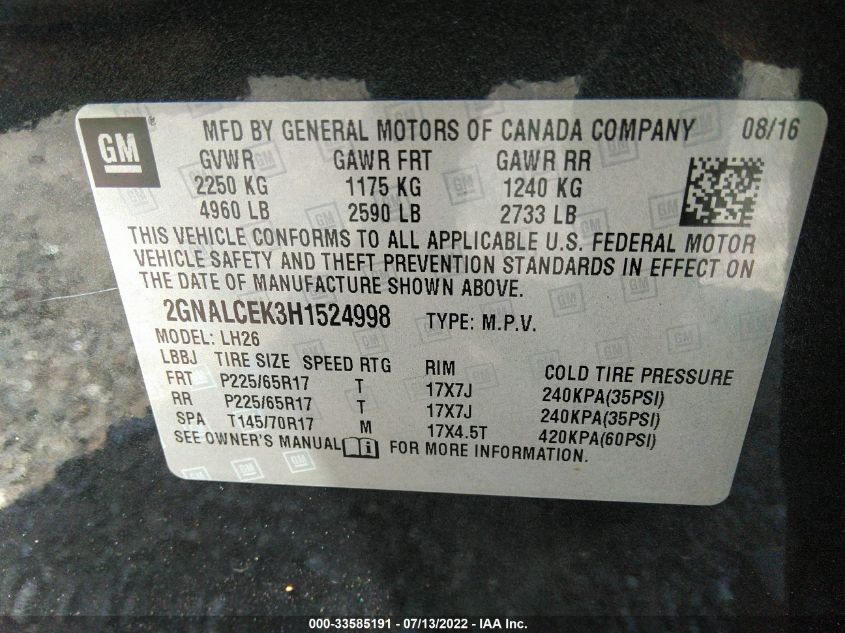 GM ® MFD BY GENERAL MOTORS OF CANADA COMPANY 08/16
GVWR GAWR FRT GAWR RR
2250 KG 1175 KG 1240 KG
4960 LB 2590 LB 2733 LB
THIS VEHICLE CONFORMS TO ALL APPLICABLE U.S. FEDERAL MOTOR
VEHICLE SAFETY AND THEFT PREVENTION STANDARDS IN EFFECT ON
THE DATE OF MANUFACTURE SHOWN ABOVE.
2GNALCEK3H1524998 TYPE: M.P.V.
MODEL: LH26
LBBJ TIRE SIZE SPEED RTG RIM COLD TIRE PRESSURE
FRT P225/65R17 T 17X7J 240KPA(35PSI)
RR P225/65R17 T 17X7J 240KPA(35PSI)
SPA T145/70R17 M 17X4.5T 420KPA(60PSI)
SEE OWNER'S MANUAL FOR MORE INFORMATION.
000-33585191 - 07/13/2022 - IAA Inc.